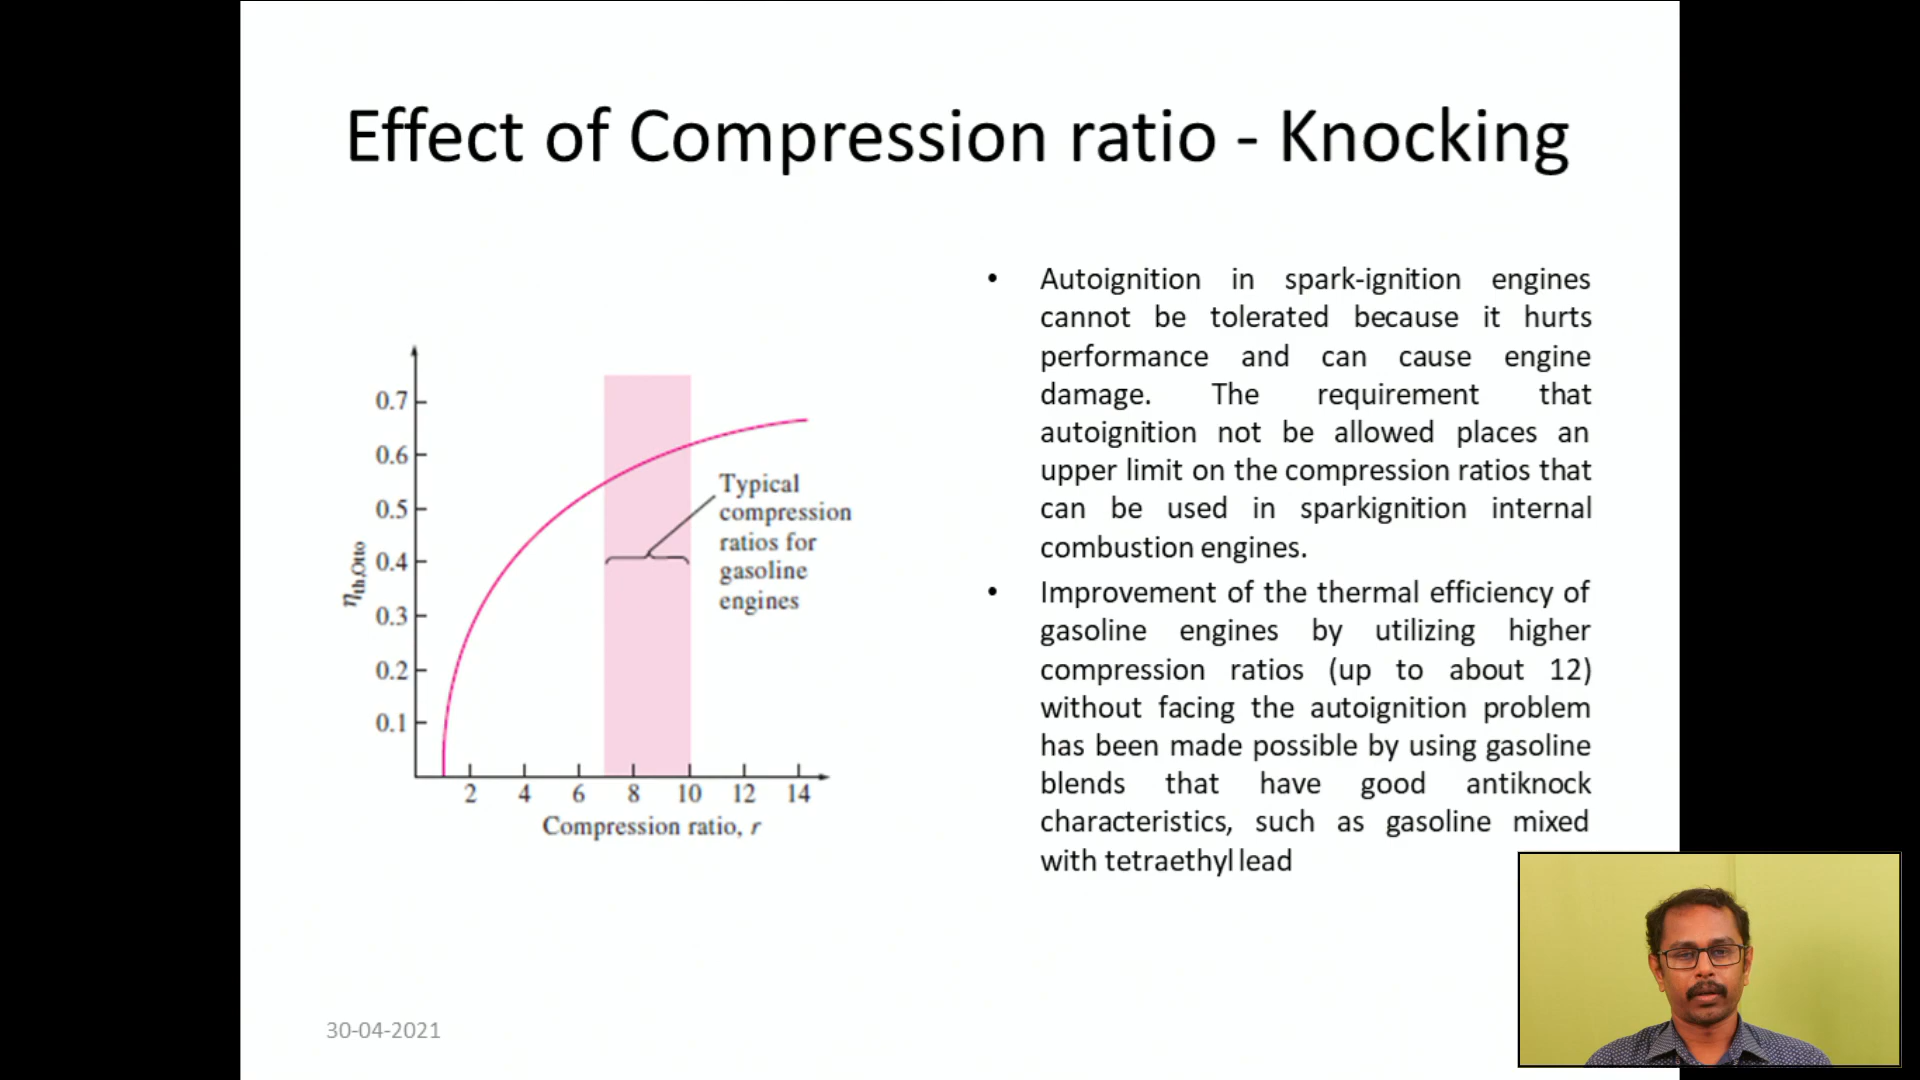 Effect of Compression ratio - Knocking
0.7
0.6
0.5
0.4
0.3
0.2
0.1
ηth,Otto
Typical
compression
ratios for
gasoline
engines
2 4 6 8 10 12 14
Compression ratio, r
• Autoignition in spark-ignition engines
cannot be tolerated because it hurts
performance and can cause engine
damage. The requirement that
autoignition not be allowed places an
upper limit on the compression ratios that
can be used in sparkignition internal
combustion engines.
• Improvement of the thermal efficiency of
gasoline engines by utilizing higher
compression ratios (up to about 12)
without facing the autoignition problem
has been made possible by using gasoline
blends that have good antiknock
characteristics, such as gasoline mixed
with tetraethyl lead
30-04-2021